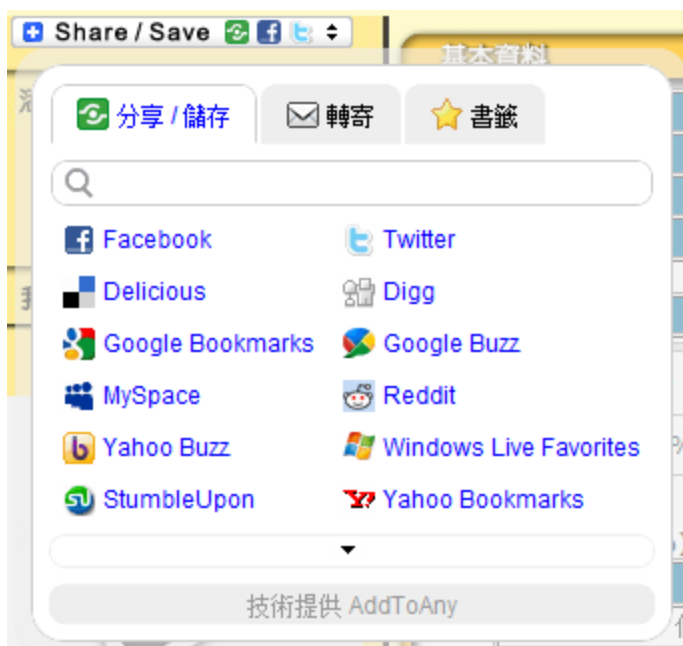 Share / Save
基本資料
分享 / 儲存 轉寄 書籤
Facebook Twitter
Delicious Digg
Google Bookmarks Google Buzz
MySpace Reddit
Yahoo Buzz Windows Live Favorites
StumbleUpon Yahoo Bookmarks
技術提供 AddToAny